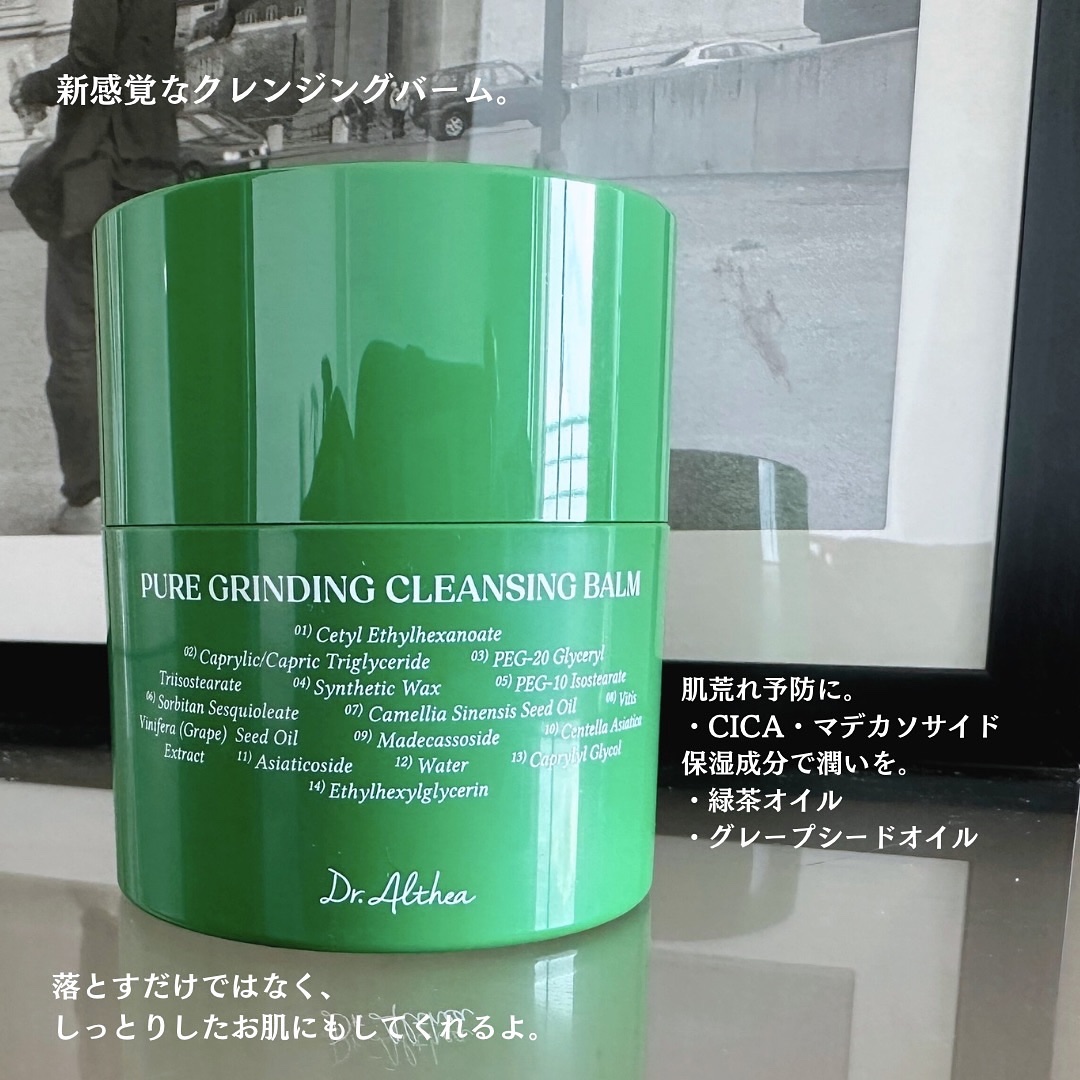 新感覚なクレンジングバーム。
PURE GRINDING CLEANSING BALM
01) Cetyl Ethylhexanoate
02) Caprylic/Capric Triglyceride 03) PEG-20 Glyceryl
Triisostearate 04) Synthetic Wax 05) PEG-10 Isostearate
06) Sorbitan Sesquioleate 07) Camellia Sinensis Seed Oil 08) Vitis
Vinifera (Grape) Seed Oil 09) Madecassoside 10) Centella Asiatica
Extract 11) Asiaticoside 12) Water 13) Caprylyl Glycol
14) Ethylhexylglycerin
Dr.Althea
肌荒れ予防に。
・CICA・マデカソサイド
保湿成分で潤いを。
・緑茶オイル
・グレープシードオイル
落とすだけではなく、
しっとりしたお肌にもしてくれるよ。